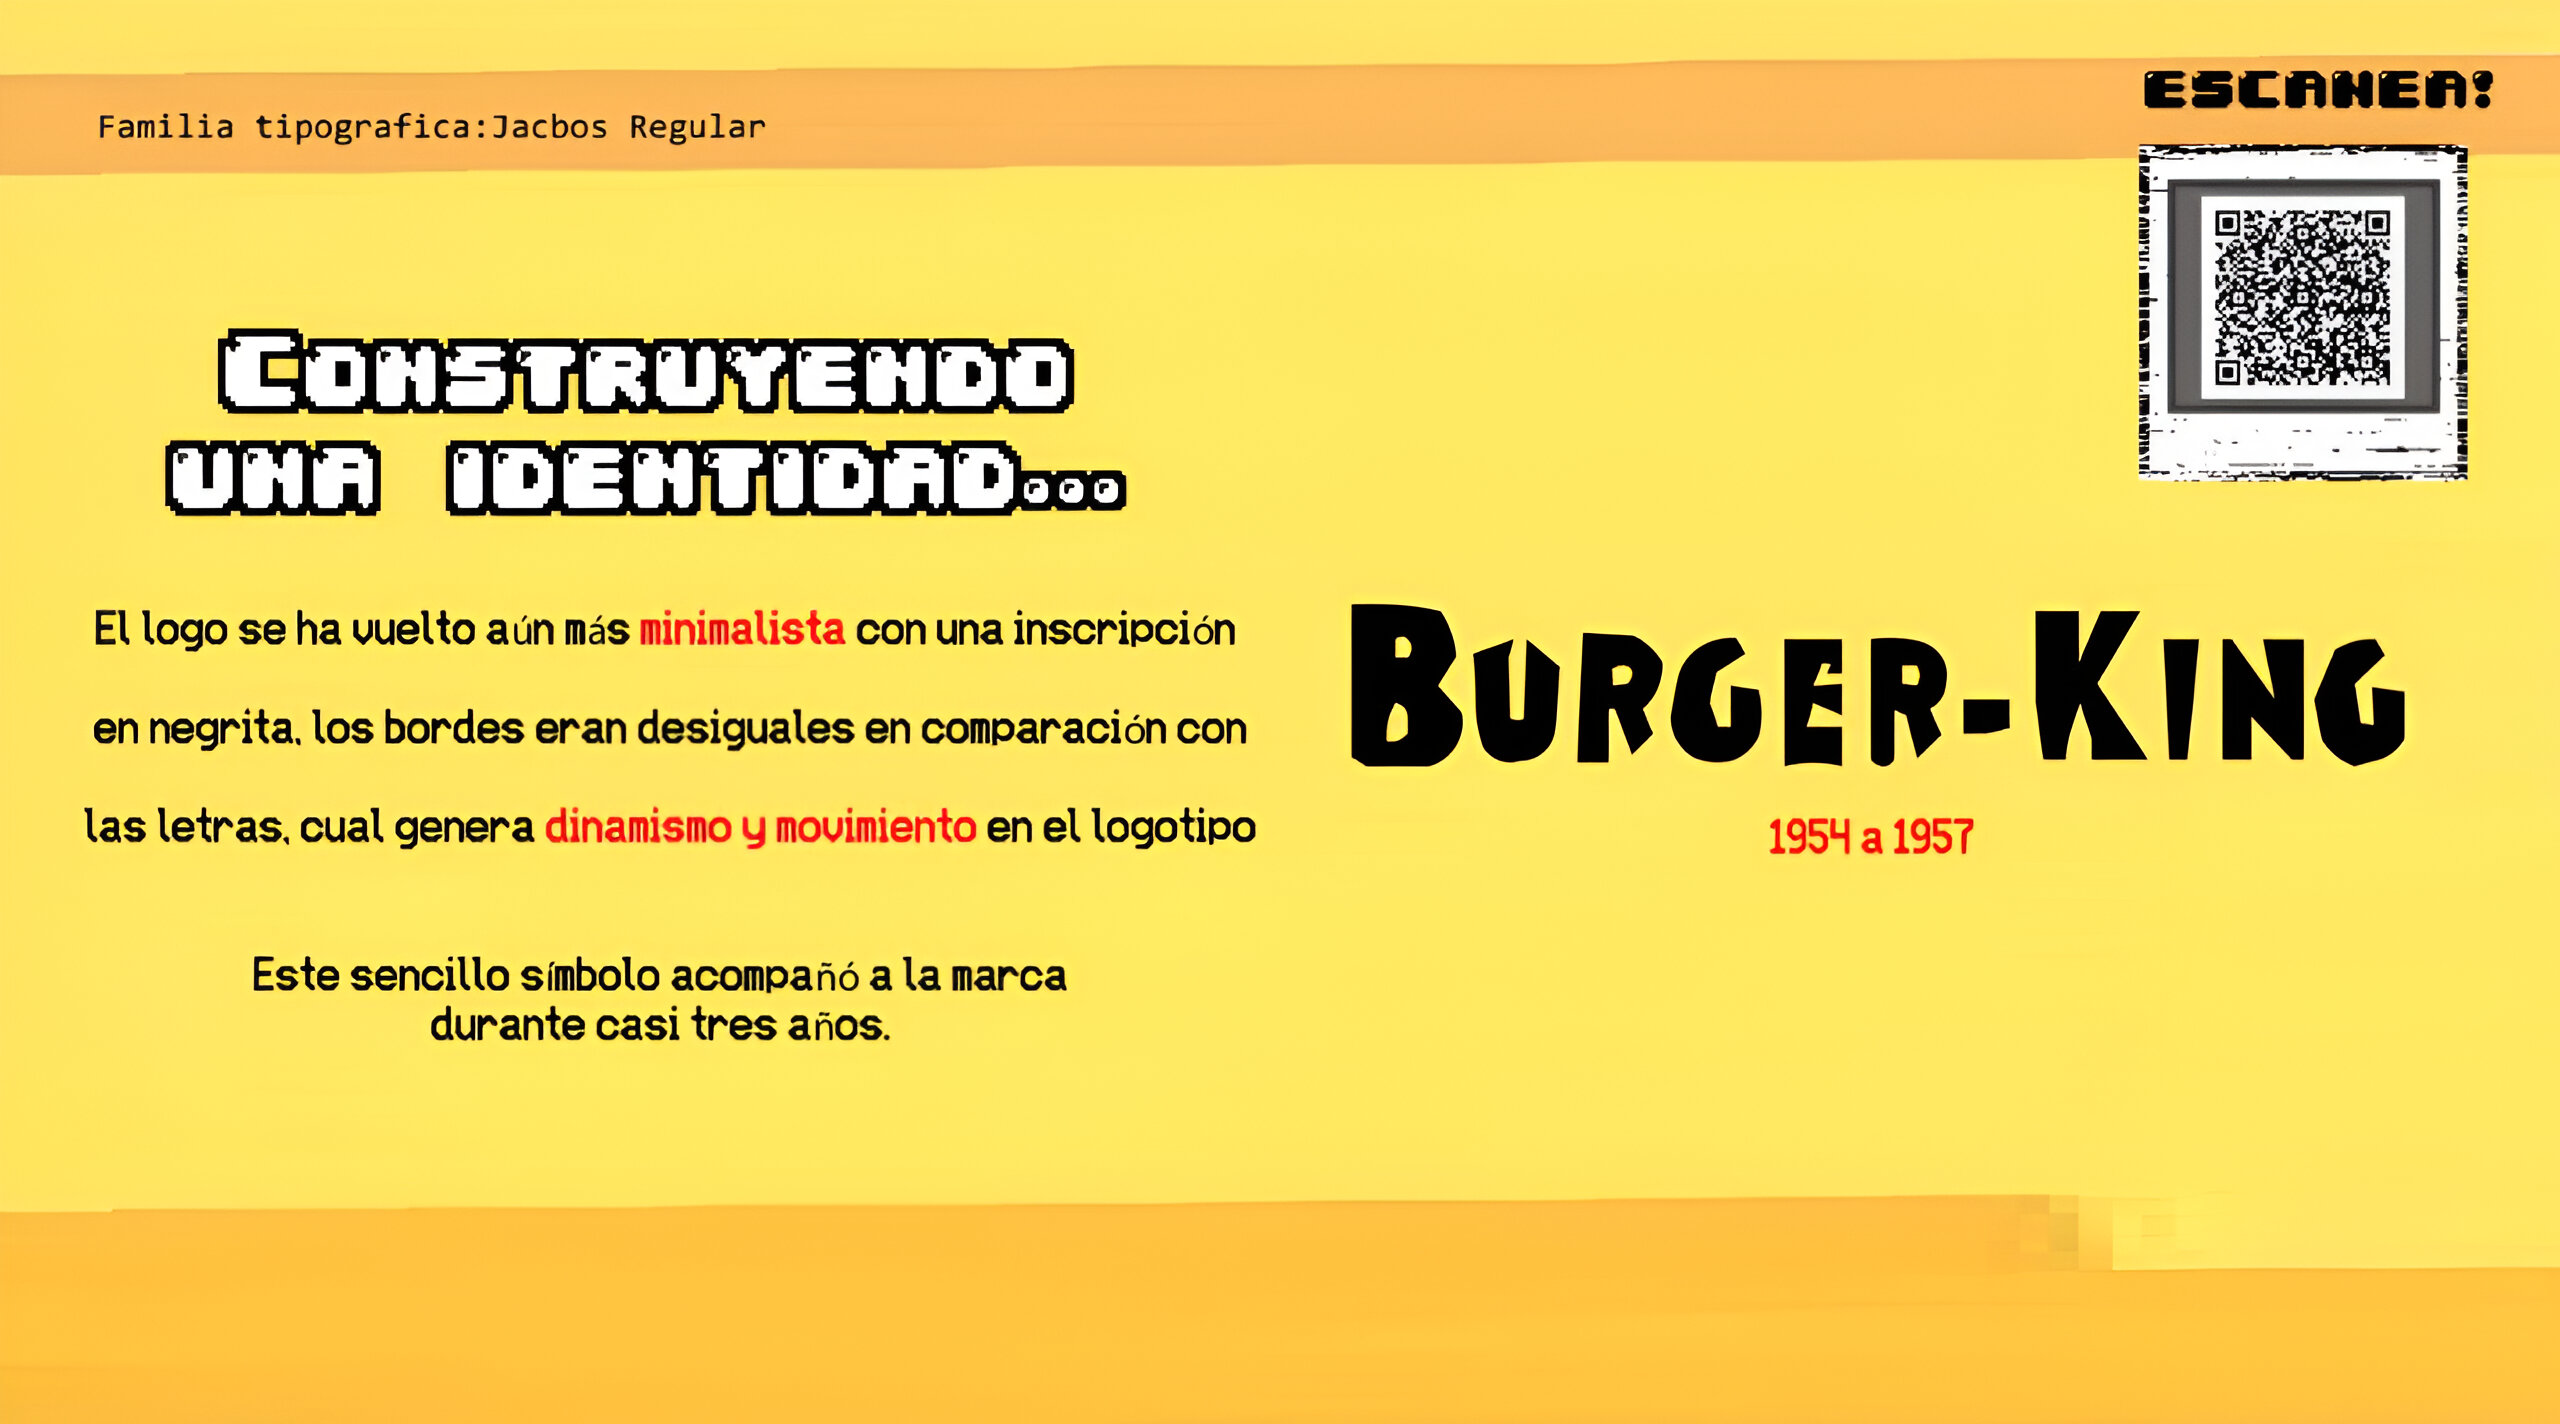 Familia tipografica:Jacbos Regular
ESCANEA!
CONSTRUYENDO
UNA IDENTIDAD...
El logo se ha vuelto aún más minimalista con una inscripción
en negrita, los bordes eran desiguales en comparación con
las letras, cual genera dinamismo y movimiento en el logotipo
Este sencillo símbolo acompañó a la marca
durante casi tres años.
BURGER-KING
1954 a 1957